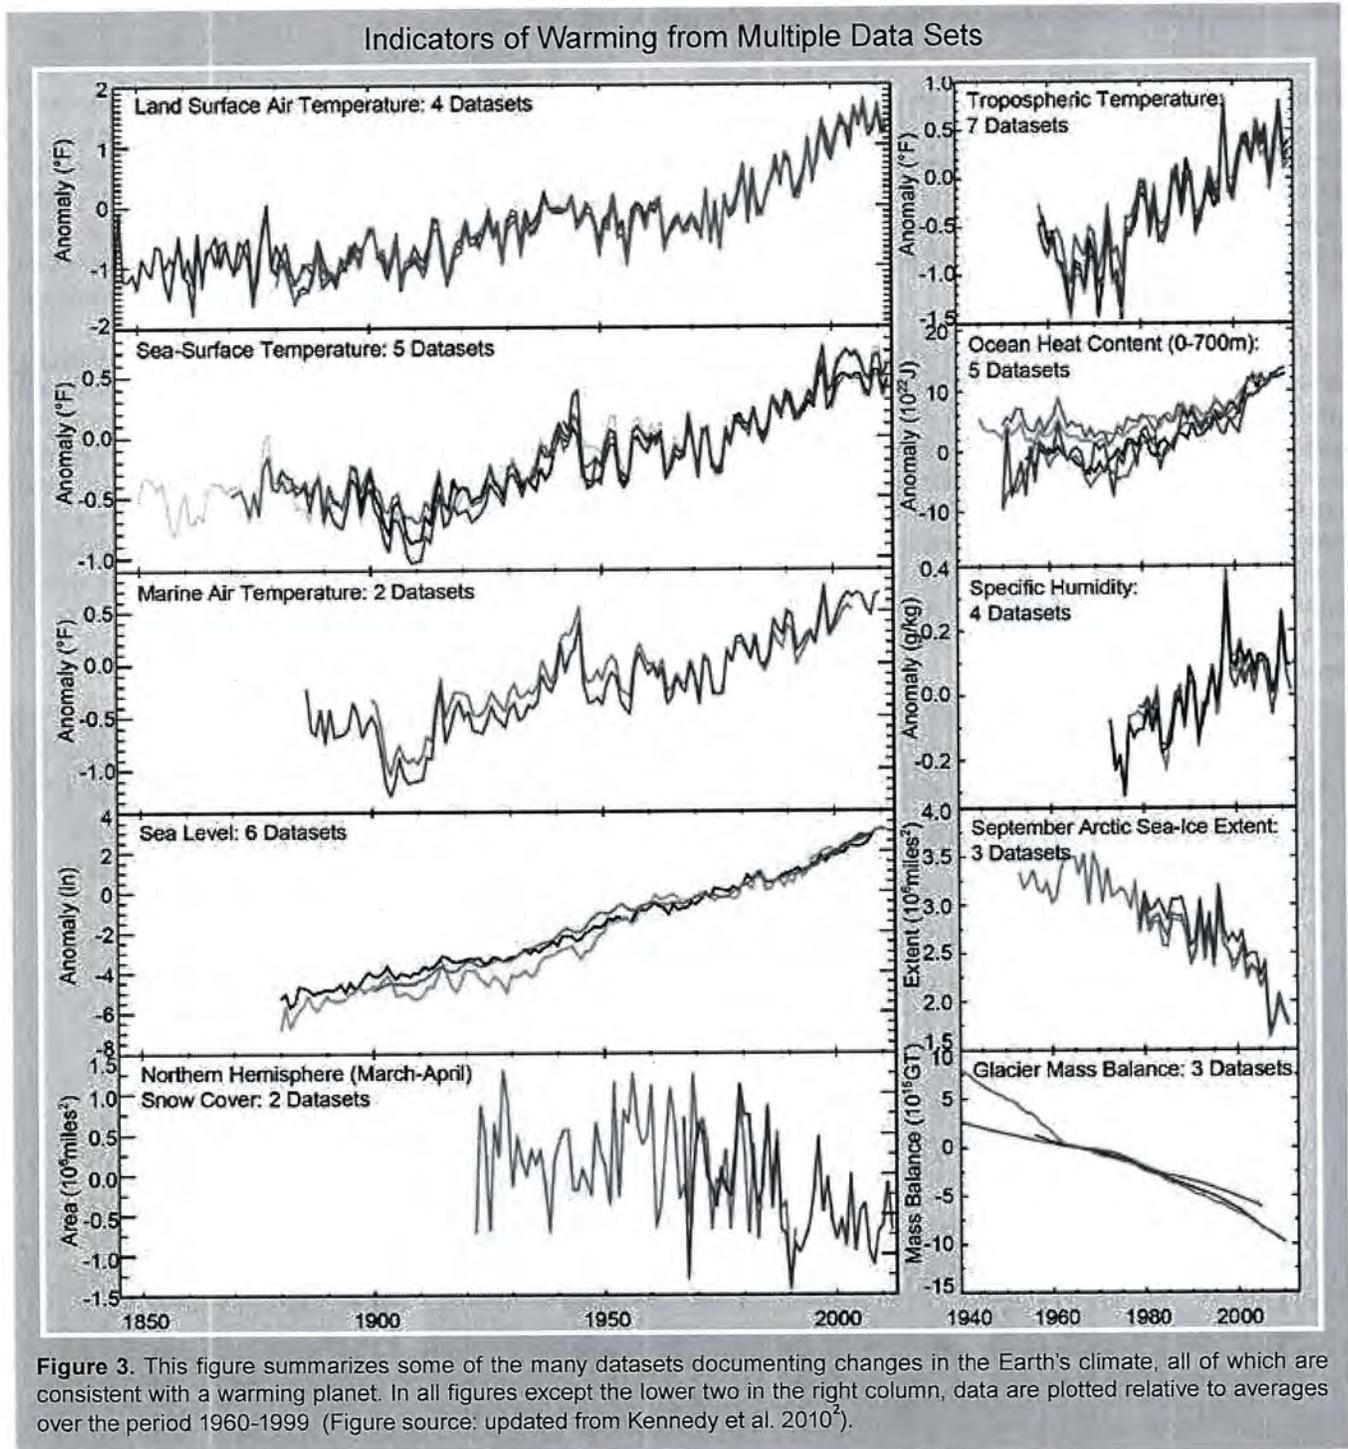 Indicators of Warming from Multiple Data Sets
Land Surface Air Temperature: 4 Datasets
Anomaly (°F)
2
1
0
-1
-2
Sea-Surface Temperature: 5 Datasets
Anomaly (°F)
0.5
0.0
-0.5
-1.0
Marine Air Temperature: 2 Datasets
Anomaly (°F)
0.5
0.0
-0.5
-1.0
Sea Level: 6 Datasets
Anomaly (in)
4
2
0
-2
-4
-6
-8
Northern Hemisphere (March-April)
Snow Cover: 2 Datasets
Area (10⁶miles²)
1.5
1.0
0.5
0.0
-0.5
-1.0
-1.5
1850
1900
1950
2000
Tropospheric Temperature:
7 Datasets
Anomaly (°F)
1.0
0.5
0.0
-0.5
-1.0
-1.5
Ocean Heat Content (0-700m):
5 Datasets
Anomaly (10²²J)
20
10
0
-10
Specific Humidity:
4 Datasets
Anomaly (g/kg)
0.4
0.2
0.0
-0.2
September Arctic Sea-Ice Extent:
3 Datasets
Extent (10⁶miles²)
4.0
3.5
3.0
2.5
2.0
1.5
Glacier Mass Balance: 3 Datasets
Mass Balance (10¹⁵GT)
10
5
0
-5
-10
-15
1940
1960
1980
2000
Figure 3. This figure summarizes some of the many datasets documenting changes in the Earth's climate, all of which are
consistent with a warming planet. In all figures except the lower two in the right column, data are plotted relative to averages
over the period 1960-1999 (Figure source: updated from Kennedy et al. 2010²).